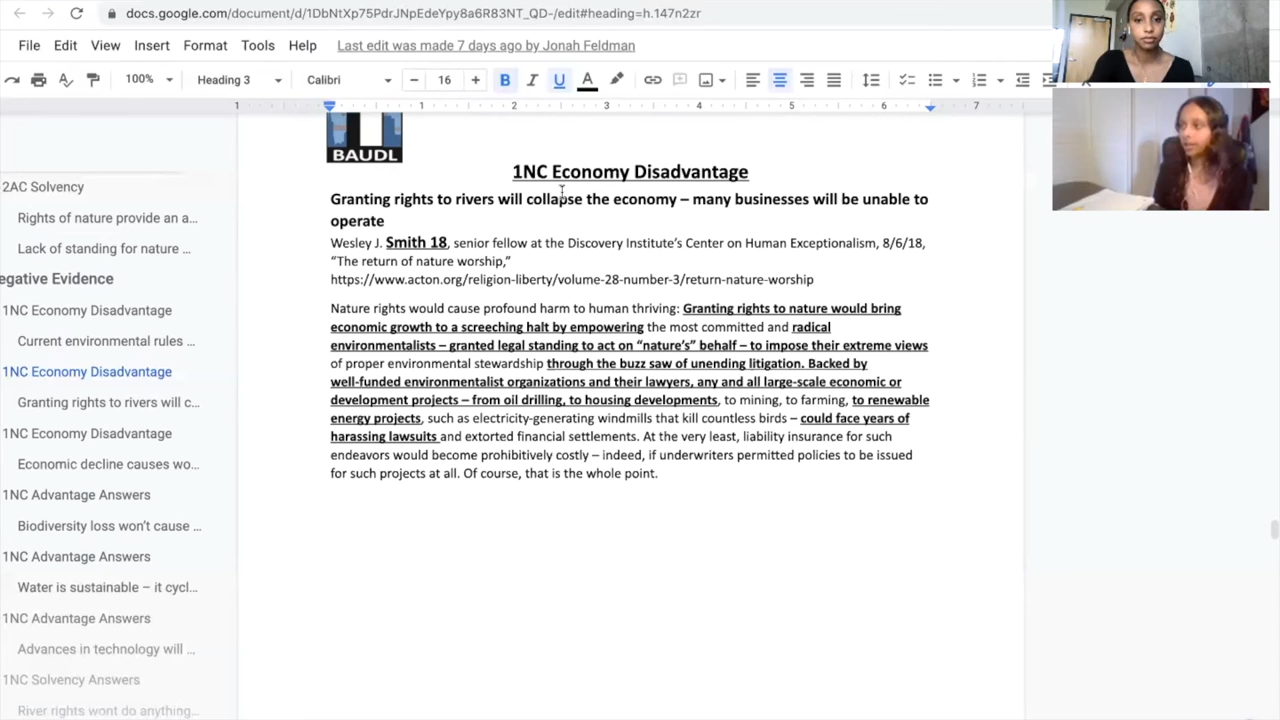 docs.google.com/document/d/1DbNtXp75PdrJNpEdeYpy8a6R83NT_QD-/edit#heading=h.147n2zr
File Edit View Insert Format Tools Help Last edit was made 7 days ago by Jonah Feldman
100% Heading 3 Calibri 16 B I U A
1 1 2 3 4 5 6 7
2AC Solvency
Rights of nature provide an a...
Lack of standing for nature ...
egative Evidence
1NC Economy Disadvantage
Current environmental rules ...
1NC Economy Disadvantage
Granting rights to rivers will c...
1NC Economy Disadvantage
Economic decline causes wo...
1NC Advantage Answers
Biodiversity loss won't cause ...
1NC Advantage Answers
Water is sustainable – it cycl...
1NC Advantage Answers
Advances in technology will ...
1NC Solvency Answers
River rights wont do anything...
BAUDL
1NC Economy Disadvantage
Granting rights to rivers will collapse the economy – many businesses will be unable to
operate
Wesley J. Smith 18, senior fellow at the Discovery Institute's Center on Human Exceptionalism, 8/6/18,
"The return of nature worship,"
https://www.acton.org/religion-liberty/volume-28-number-3/return-nature-worship
Nature rights would cause profound harm to human thriving: Granting rights to nature would bring
economic growth to a screeching halt by empowering the most committed and radical
environmentalists – granted legal standing to act on "nature's" behalf – to impose their extreme views
of proper environmental stewardship through the buzz saw of unending litigation. Backed by
well-funded environmentalist organizations and their lawyers, any and all large-scale economic or
development projects – from oil drilling, to housing developments, to mining, to farming, to renewable
energy projects, such as electricity-generating windmills that kill countless birds – could face years of
harassing lawsuits and extorted financial settlements. At the very least, liability insurance for such
endeavors would become prohibitively costly – indeed, if underwriters permitted policies to be issued
for such projects at all. Of course, that is the whole point.